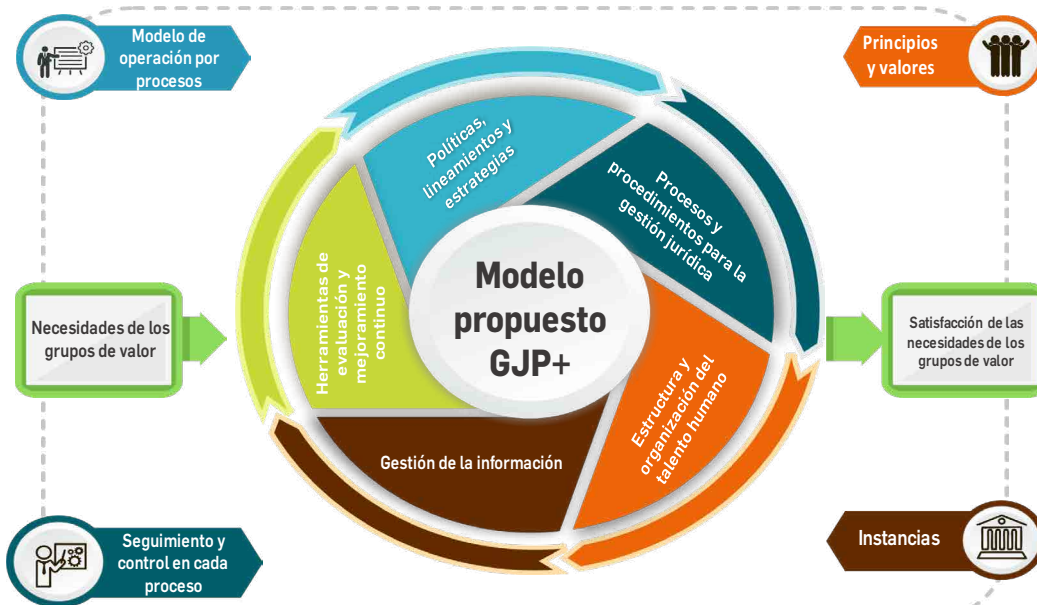 Modelo de
operación por
procesos
Principios
y valores
Políticas,
lineamientos y
estrategias
Procesos y
procedimientos para la
gestión jurídica
Necesidades de los
grupos de valor
Herramientas de
evaluación y
mejoramiento
continuo
Modelo
propuesto
GJP+
Satisfacción de las
necesidades de los
grupos de valor
Estructura y
organización del
talento humano
Gestión de la información
Seguimiento y
control en cada
proceso
Instancias